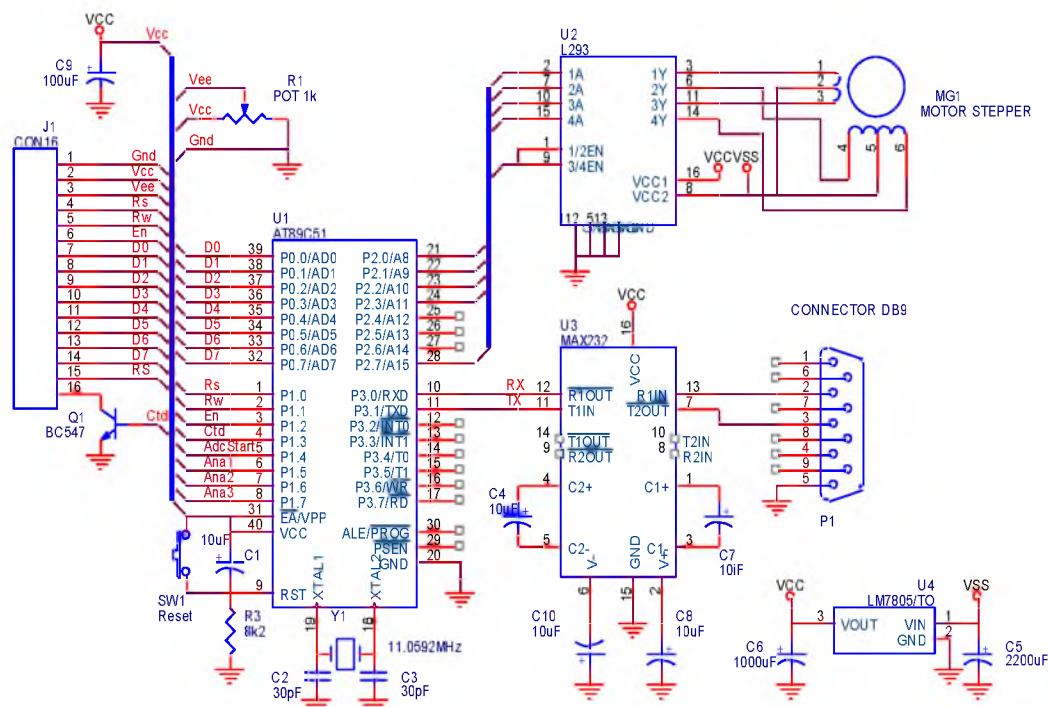 VCC
Vcc
C9
100uF
Vee
R1
POT 1k
Vcc
Gnd
J1
CON16
1 Gnd
2 Vcc
3 Vee
4 Rs
5 Rw
6 En
7 D0
8 D1
9 D2
10 D3
11 D4
12 D5
13 D6
14 D7
15 RS
16
Q1
BC547
Ctd
U1
AT89C51
D0 39 P0.0/AD0 P2.0/A8 21
D1 38 P0.1/AD1 P2.1/A9 22
D2 37 P0.2/AD2 P2.2/A10 23
D3 36 P0.3/AD3 P2.3/A11 24
D4 35 P0.4/AD4 P2.4/A12 25
D5 34 P0.5/AD5 P2.5/A13 26
D6 33 P0.6/AD6 P2.6/A14 27
D7 32 P0.7/AD7 P2.7/A15 28
Rs 1 P1.0 P3.0/RXD 10
Rw 2 P1.1 P3.1/TXD 11
En 3 P1.2 P3.2/INT0 12
Ctd 4 P1.3 P3.3/INT1 13
AdcStart 5 P1.4 P3.4/T0 14
Ana1 6 P1.5 P3.5/T1 15
Ana2 7 P1.6 P3.6/WR 16
Ana3 8 P1.7 P3.7/RD 17
31 EA/VPP
40 VCC ALE/PROG 30
PSEN 29
GND 20
9 RST
XTAL1
XTAL2
19
18
10uF
C1
SW1
Reset
R3
8k2
Y1
11.0592MHz
C2
30pF
C3
30pF
U2
L293
2 1A 1Y 3
7 2A 2Y 6
10 3A 3Y 11
15 4A 4Y 14
1 1/2EN
9 3/4EN
VCC1 16
VCC2 8
VCC VSS
12 5 13
1
2
3
4 5 6
MG1
MOTOR STEPPER
VCC
16
U3
MAX232
VCC
RX 12 R1OUT R1IN 13
TX 11 T1IN T2OUT 7
14 T1OUT 10 T2IN
9 R2OUT 8 R2IN
4 C2+ C1+ 1
5 C2- C1- 3
V- GND V+
6 15 2
C4
10uF
C7
10iF
C10
10uF
C8
10uF
CONNECTOR DB9
1
6
2
7
3
8
4
9
5
P1
VCC
U4
LM7805/TO
VSS
3 VOUT VIN 1
GND 2
C6
1000uF
C5
2200uF